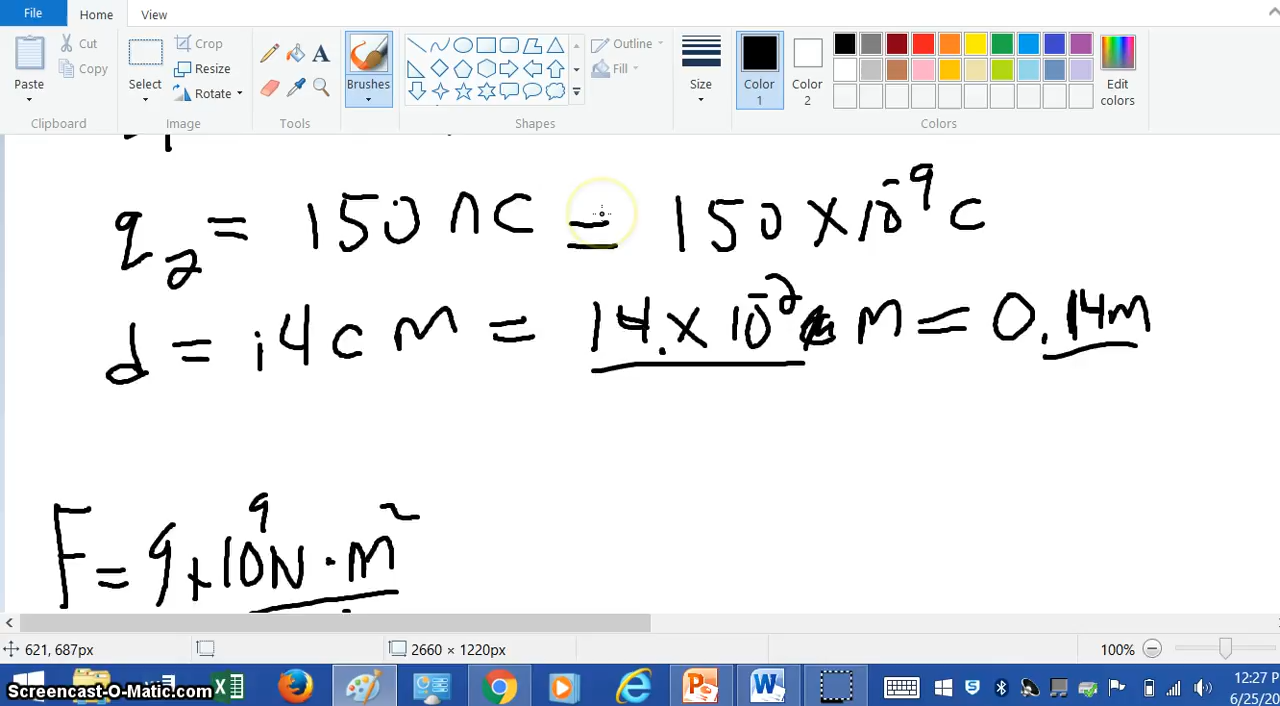 File Home View
Paste Cut Copy Select Crop Resize Rotate Brushes Outline Fill Size Color 1 Color 2 Edit colors
Clipboard Image Tools Shapes Colors
q₂ = 150 nC = 150 x 10⁻⁹ C
d = 14 c m = 14. x 10⁻² m = 0.14m
F = 9 x 10⁹ N · m²
621, 687px 2660 × 1220px 100%
Screencast-O-Matic.com 12:27 P
6/25/20